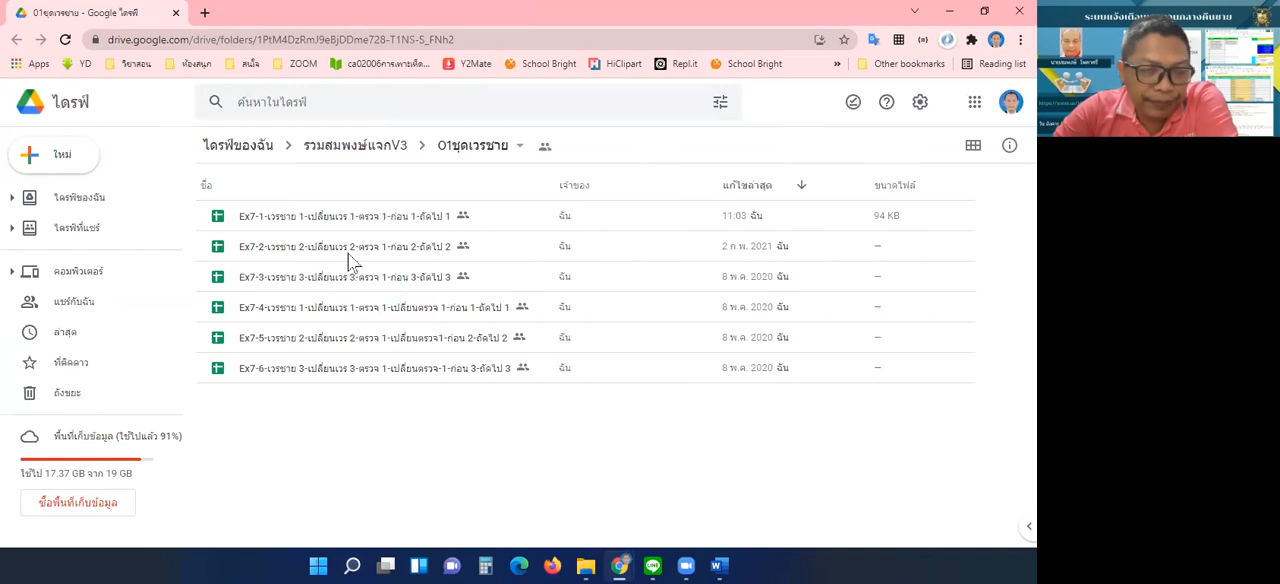 01ชุดเวรชาย - Google ไดรฟ์
drive.google.com/drive/folders/1PtM4DzRmJ9eBjDDme728-T1NS-S_FNh2
Apps
YD
วิชาสอน
ห้องสมุก
สนใจ
ZOOM
Y2Mate
School Bright
HiClipart
Repl.it
School Bright
»
Other bookmarks
Reading list
ไดรฟ์
ค้นหาในไดรฟ์
ใหม่
ไดรฟ์ของฉัน
ไดรฟ์ที่แชร์
คอมพิวเตอร์
แชร์กับฉัน
ล่าสุด
ที่ติดดาว
ถังขยะ
พื้นที่เก็บข้อมูล (ใช้ไปแล้ว 91%)
ใช้ไป 17.37 GB จาก 19 GB
ซื้อพื้นที่เก็บข้อมูล
ไดรฟ์ของฉัน > รวมสมพงษ์แจกV3 > 01ชุดเวรชาย
ชื่อ เจ้าของ แก้ไขล่าสุด ขนาดไฟล์
Ex7-1-เวรชาย 1-เปลี่ยนเวร 1-ตรวจ 1-ก่อน 1-ถัดไป 1 ฉัน 11:03 ฉัน 94 KB
Ex7-2-เวรชาย 2-เปลี่ยนเวร 2-ตรวจ 1-ก่อน 2-ถัดไป 2 ฉัน 2 ก.พ. 2021 ฉัน —
Ex7-3-เวรชาย 3-เปลี่ยนเวร 3-ตรวจ 1-ก่อน 3-ถัดไป 3 ฉัน 8 พ.ค. 2020 ฉัน —
Ex7-4-เวรชาย 1-เปลี่ยนเวร 1-ตรวจ 1-เปลี่ยนตรวจ 1-ก่อน 1-ถัดไป 1 ฉัน 8 พ.ค. 2020 ฉัน —
Ex7-5-เวรชาย 2-เปลี่ยนเวร 2-ตรวจ 1-เปลี่ยนตรวจ1-ก่อน 2-ถัดไป 2 ฉัน 8 พ.ค. 2020 ฉัน —
Ex7-6-เวรชาย 3-เปลี่ยนเวร 3-ตรวจ 1-เปลี่ยนตรวจ-1-ก่อน 3-ถัดไป 3 ฉัน 8 พ.ค. 2020 ฉัน —